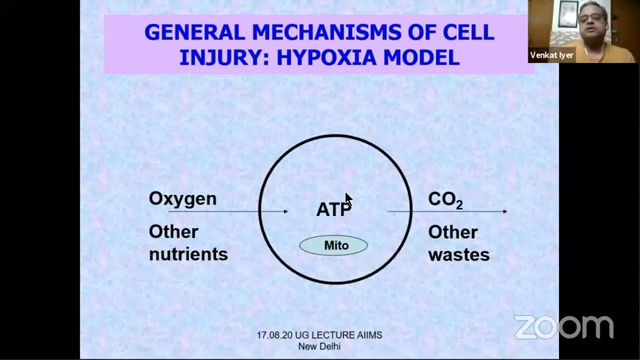 GENERAL MECHANISMS OF CELL
INJURY: HYPOXIA MODEL
Venkat Iyer
Oxygen
Other
nutrients
ATP
Mito
CO₂
Other
wastes
17.08.20 UG LECTURE AIIMS
New Delhi
zoom